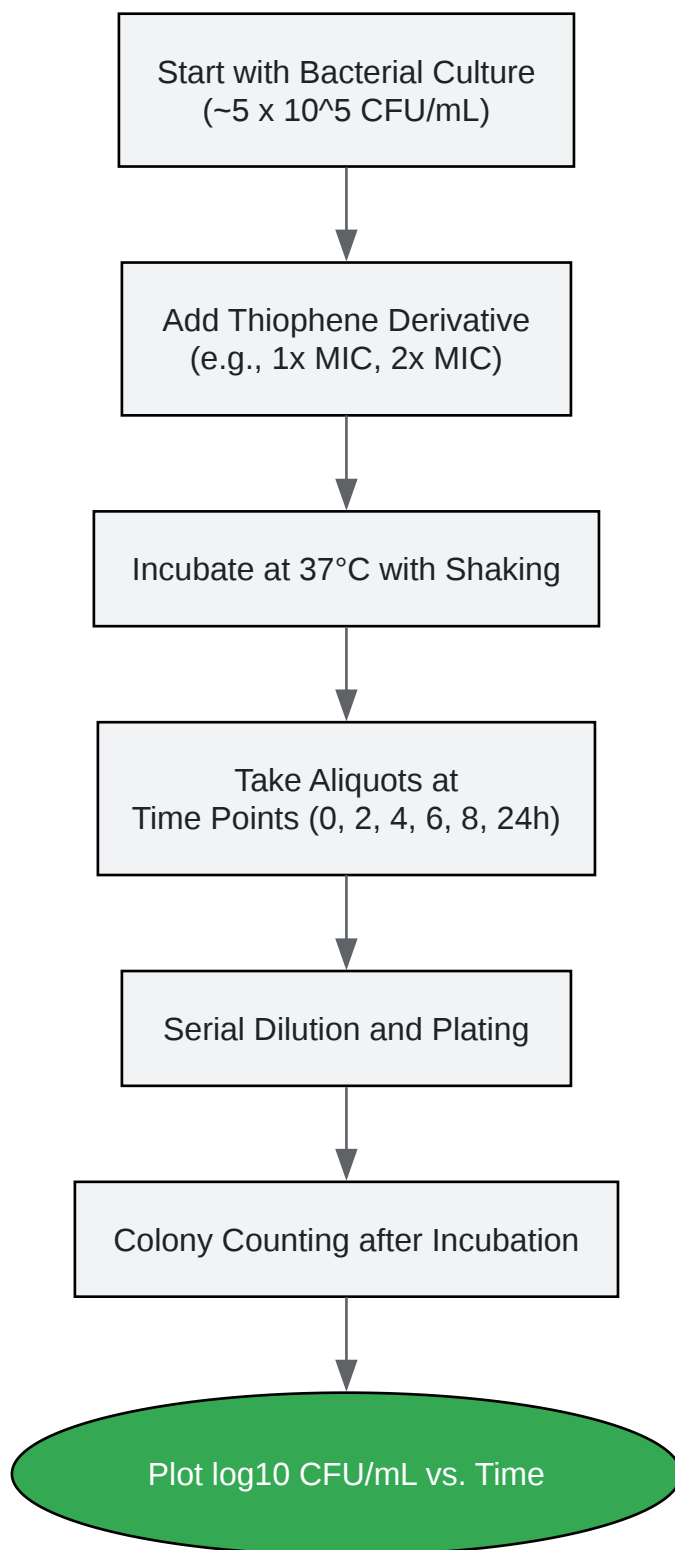 Start with Bacterial Culture
(~5 x 10^5 CFU/mL)
Add Thiophene Derivative
(e.g., 1x MIC, 2x MIC)
Incubate at 37°C with Shaking
Take Aliquots at
Time Points (0, 2, 4, 6, 8, 24h)
Serial Dilution and Plating
Colony Counting after Incubation
Plot log10 CFU/mL vs. Time